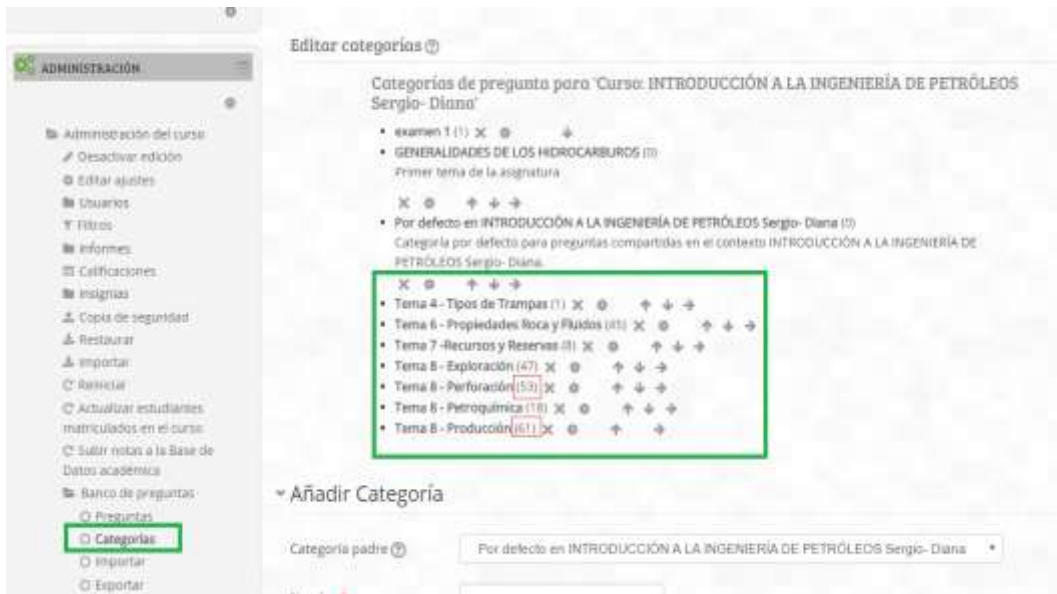 ADMINISTRACIÓN
Administración del curso
Desactivar edición
Editar ajustes
Usuarios
Filtros
Informes
Calificaciones
Insignias
Copia de seguridad
Restaurar
Importar
Reiniciar
Actualizar estudiantes
matriculados en el curso
Subir notas a la Base de
Datos académica
Banco de preguntas
Preguntas
Categorías
Importar
Exportar
Editar categorías
Categorías de pregunta para 'Curso: INTRODUCCIÓN A LA INGENIERÍA DE PETRÓLEOS
Sergio- Diana'
examen 1 (1)
GENERALIDADES DE LOS HIDROCARBUROS (0)
Primer tema de la asignatura
Por defecto en INTRODUCCIÓN A LA INGENIERÍA DE PETRÓLEOS Sergio- Diana (0)
Categoría por defecto para preguntas compartidas en el contexto INTRODUCCIÓN A LA INGENIERÍA DE
PETRÓLEOS Sergio- Diana.
Tema 4 - Tipos de Trampas (1)
Tema 6 - Propiedades Roca y Fluidos (45)
Tema 7 -Recursos y Reservas (8)
Tema 8 - Exploración (47)
Tema 8 - Perforación (53)
Tema 8 - Petroquímica (18)
Tema 8 - Producción (61)
Añadir Categoría
Categoría padre
Por defecto en INTRODUCCIÓN A LA INGENIERÍA DE PETRÓLEOS Sergio- Diana